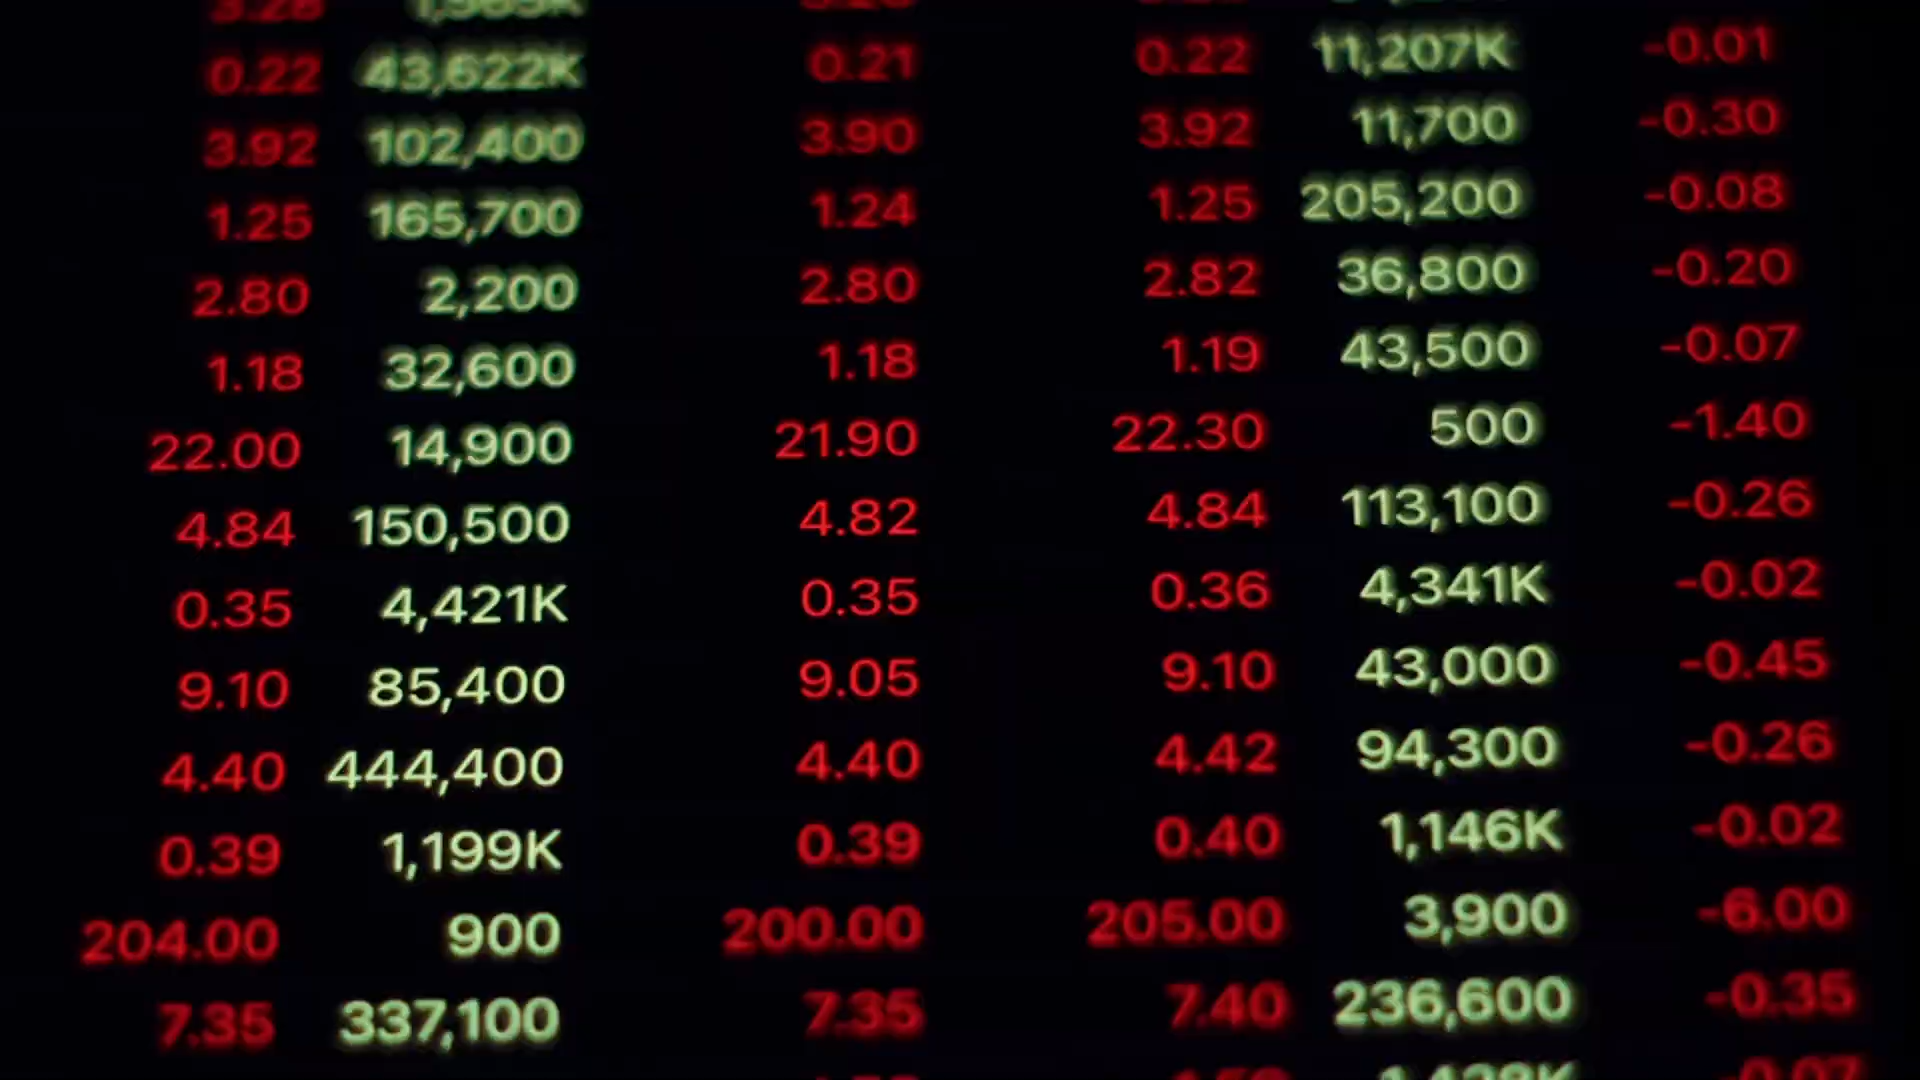 3.28 1,565K
0.22 43,622K 0.21 0.22 11,207K -0.01
3.92 102,400 3.90 3.92 11,700 -0.30
1.25 165,700 1.24 1.25 205,200 -0.08
2.80 2,200 2.80 2.82 36,800 -0.20
1.18 32,600 1.18 1.19 43,500 -0.07
22.00 14,900 21.90 22.30 500 -1.40
4.84 150,500 4.82 4.84 113,100 -0.26
0.35 4,421K 0.35 0.36 4,341K -0.02
9.10 85,400 9.05 9.10 43,000 -0.45
4.40 444,400 4.40 4.42 94,300 -0.26
0.39 1,199K 0.39 0.40 1,146K -0.02
204.00 900 200.00 205.00 3,900 -6.00
7.35 337,100 7.35 7.40 236,600 -0.35